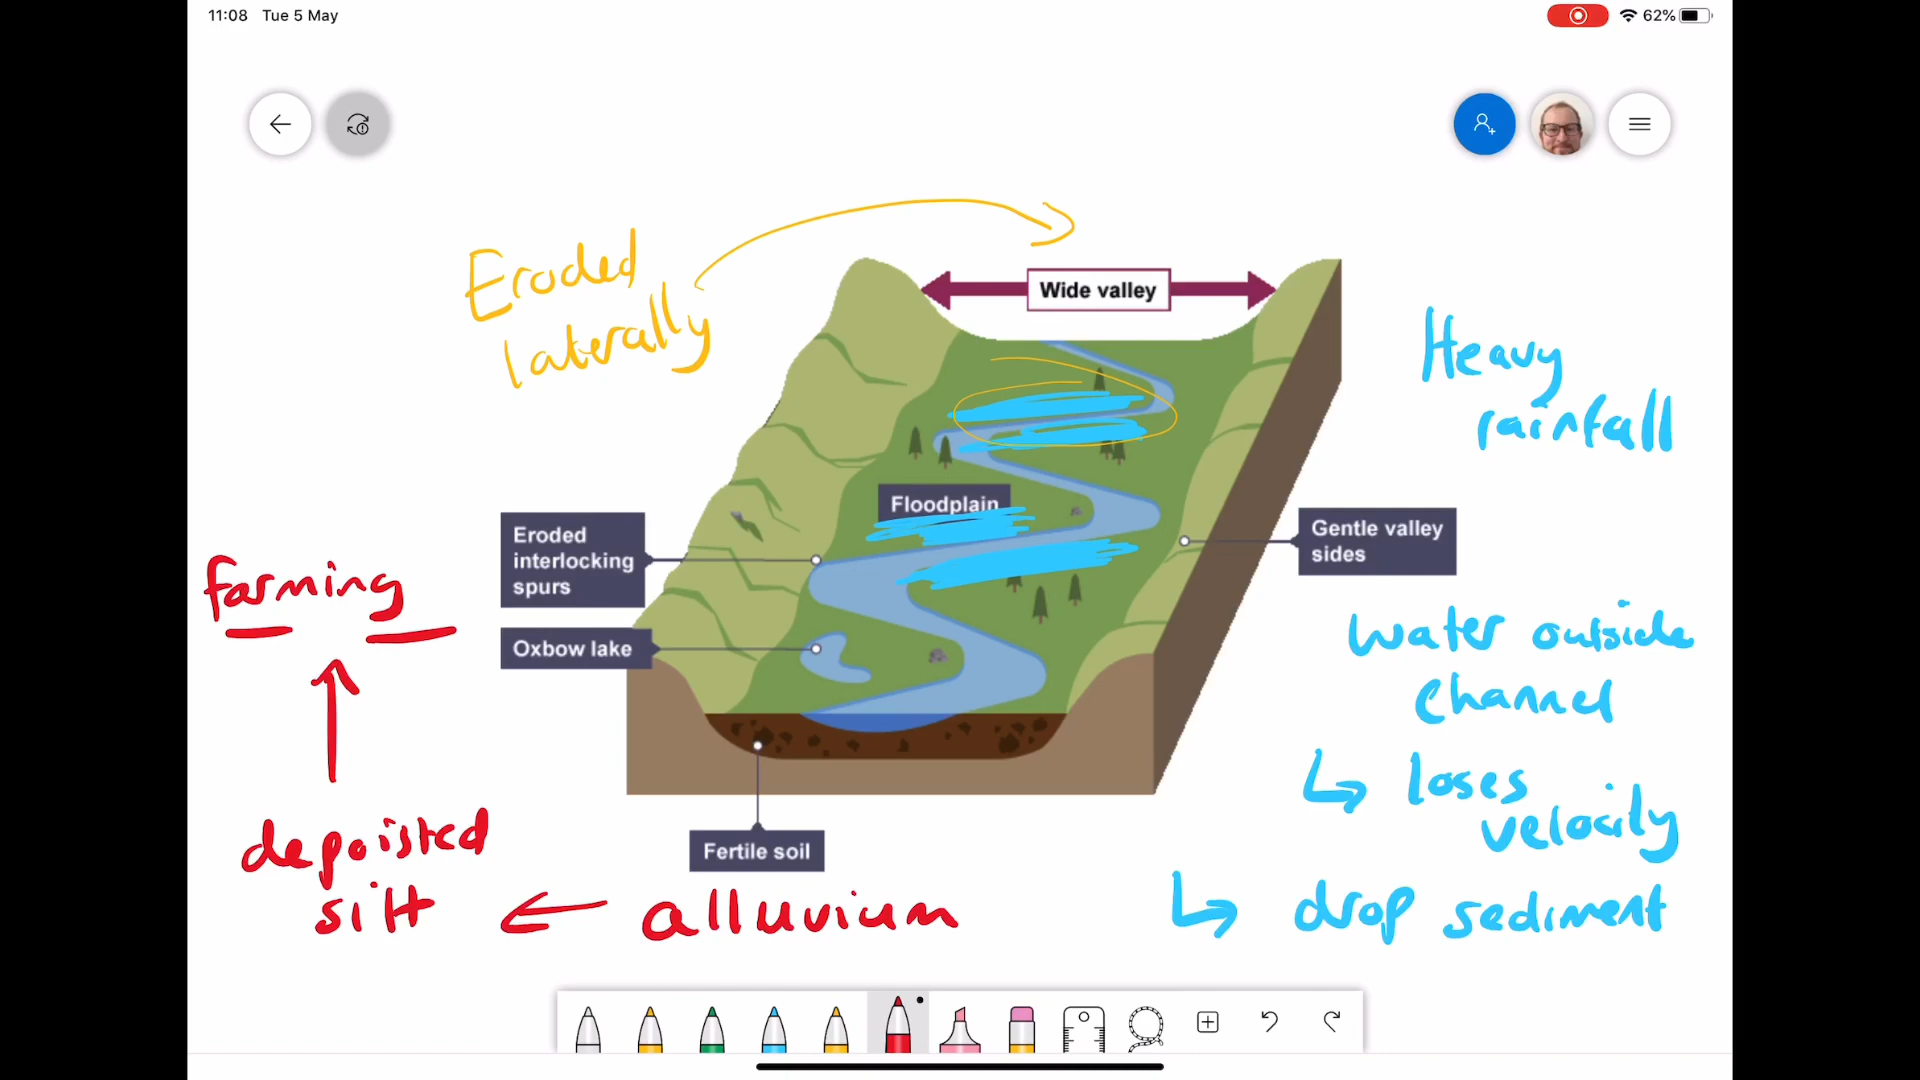 11:08 Tue 5 May
62%
Eroded
laterally
Wide valley
Heavy
rainfall
Floodplain
Eroded
interlocking
spurs
Gentle valley
sides
farming
Oxbow lake
water outside
channel
loses
velocity
depoisted
silt
Fertile soil
alluvium
drop sediment